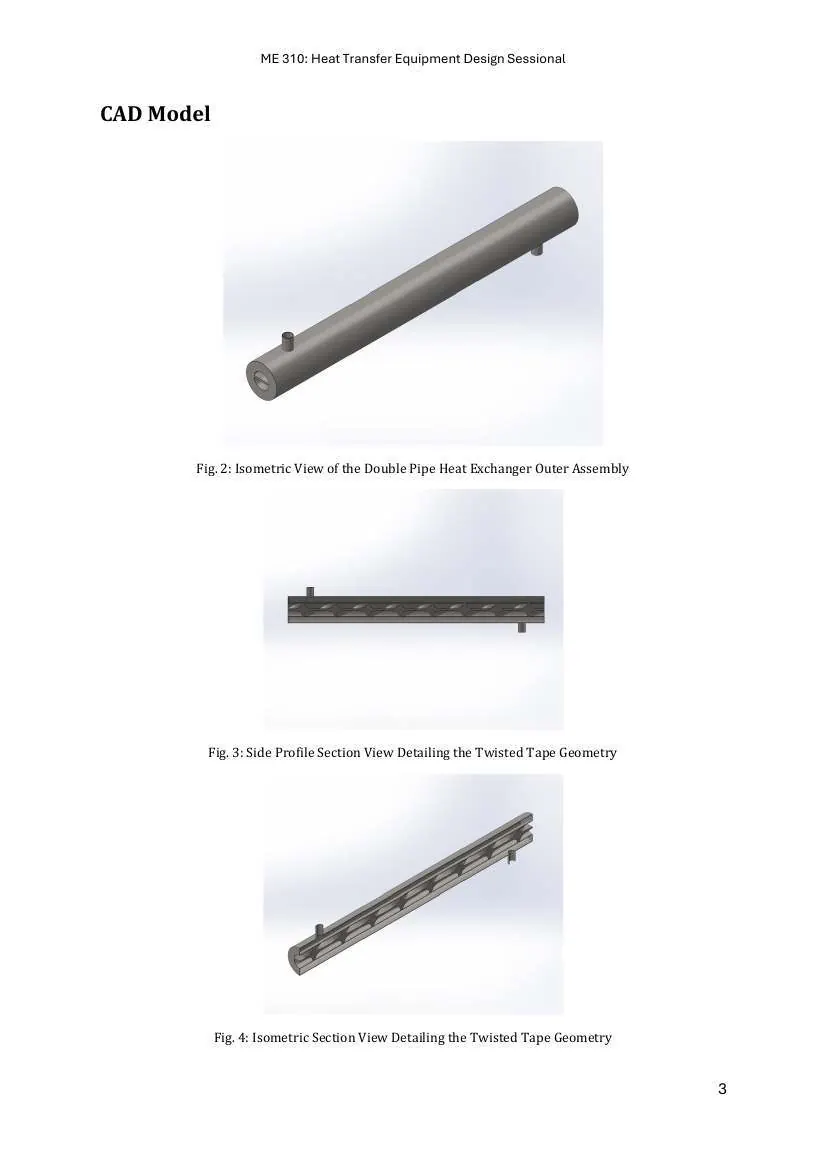 ME 310: Heat Transfer Equipment Design Sessional
CAD Model
Fig. 2: Isometric View of the Double Pipe Heat Exchanger Outer Assembly
Fig. 3: Side Profile Section View Detailing the Twisted Tape Geometry
Fig. 4: Isometric Section View Detailing the Twisted Tape Geometry
3